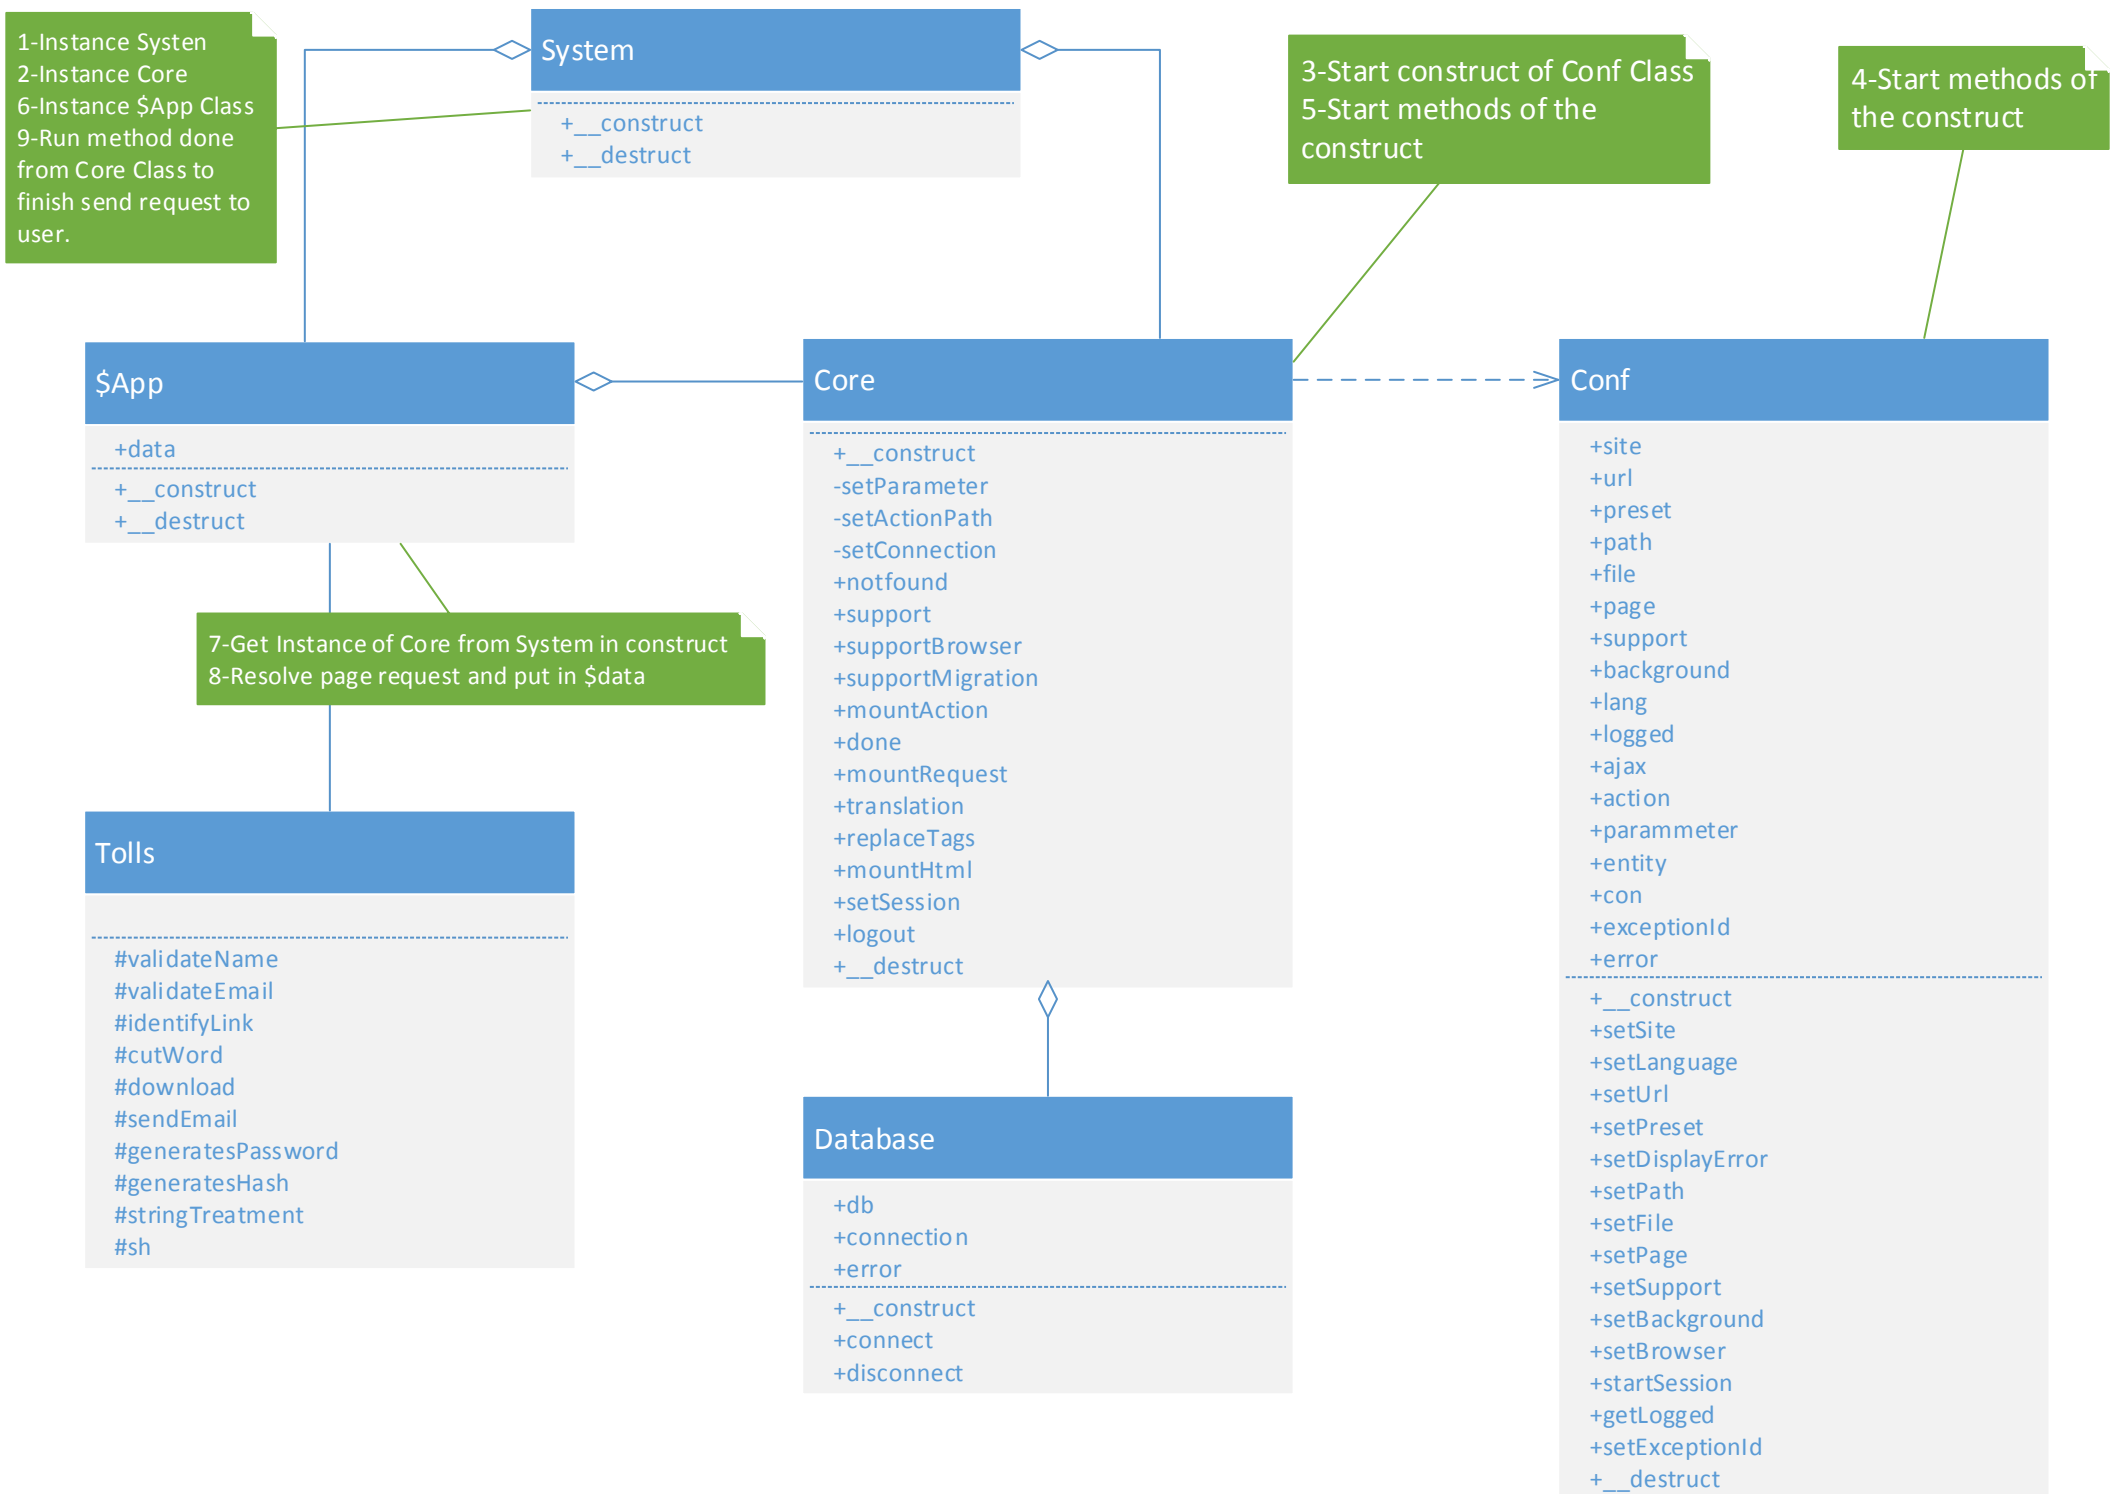 1-Instance Systen
2-Instance Core
6-Instance $App Class
9-Run method done
from Core Class to
finish send request to
user.
System
+__construct
+__destruct
3-Start construct of Conf Class
5-Start methods of the
construct
4-Start methods of
the construct
$App
+data
+__construct
+__destruct
7-Get Instance of Core from System in construct
8-Resolve page request and put in $data
Tolls
#validateName
#validateEmail
#identifyLink
#cutWord
#download
#sendEmail
#generatesPassword
#generatesHash
#stringTreatment
#sh
Core
+__construct
-setParameter
-setActionPath
-setConnection
+notfound
+support
+supportBrowser
+supportMigration
+mountAction
+done
+mountRequest
+translation
+replaceTags
+mountHtml
+setSession
+logout
+__destruct
Database
+db
+connection
+error
+__construct
+connect
+disconnect
Conf
+site
+url
+preset
+path
+file
+page
+support
+background
+lang
+logged
+ajax
+action
+parammeter
+entity
+con
+exceptionId
+error
+__construct
+setSite
+setLanguage
+setUrl
+setPreset
+setDisplayError
+setPath
+setFile
+setPage
+setSupport
+setBackground
+setBrowser
+startSession
+getLogged
+setExceptionId
+__destruct